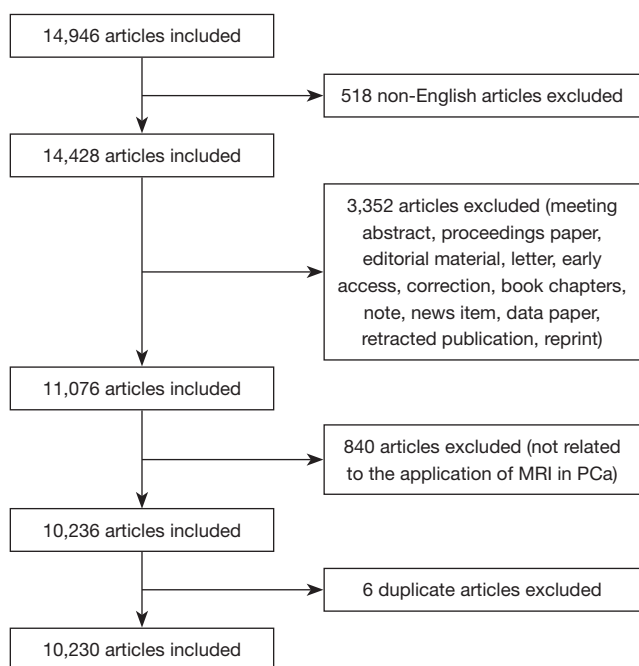 14,946 articles included
518 non-English articles excluded
14,428 articles included
3,352 articles excluded (meeting
abstract, proceedings paper,
editorial material, letter, early
access, correction, book chapters,
note, news item, data paper,
retracted publication, reprint)
11,076 articles included
840 articles excluded (not related
to the application of MRI in PCa)
10,236 articles included
6 duplicate articles excluded
10,230 articles included